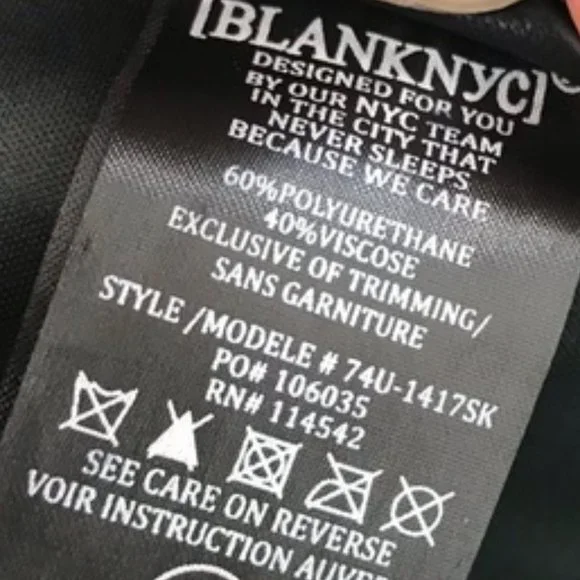 [BLANKNYC]
DESIGNED FOR YOU
BY OUR NYC TEAM
IN THE CITY THAT
NEVER SLEEPS
BECAUSE WE CARE
60%POLYURETHANE
40%VISCOSE
EXCLUSIVE OF TRIMMING/
SANS GARNITURE
STYLE /MODELE # 74U-1417SK
PO# 106035
RN# 114542
SEE CARE ON REVERSE
VOIR INSTRUCTION